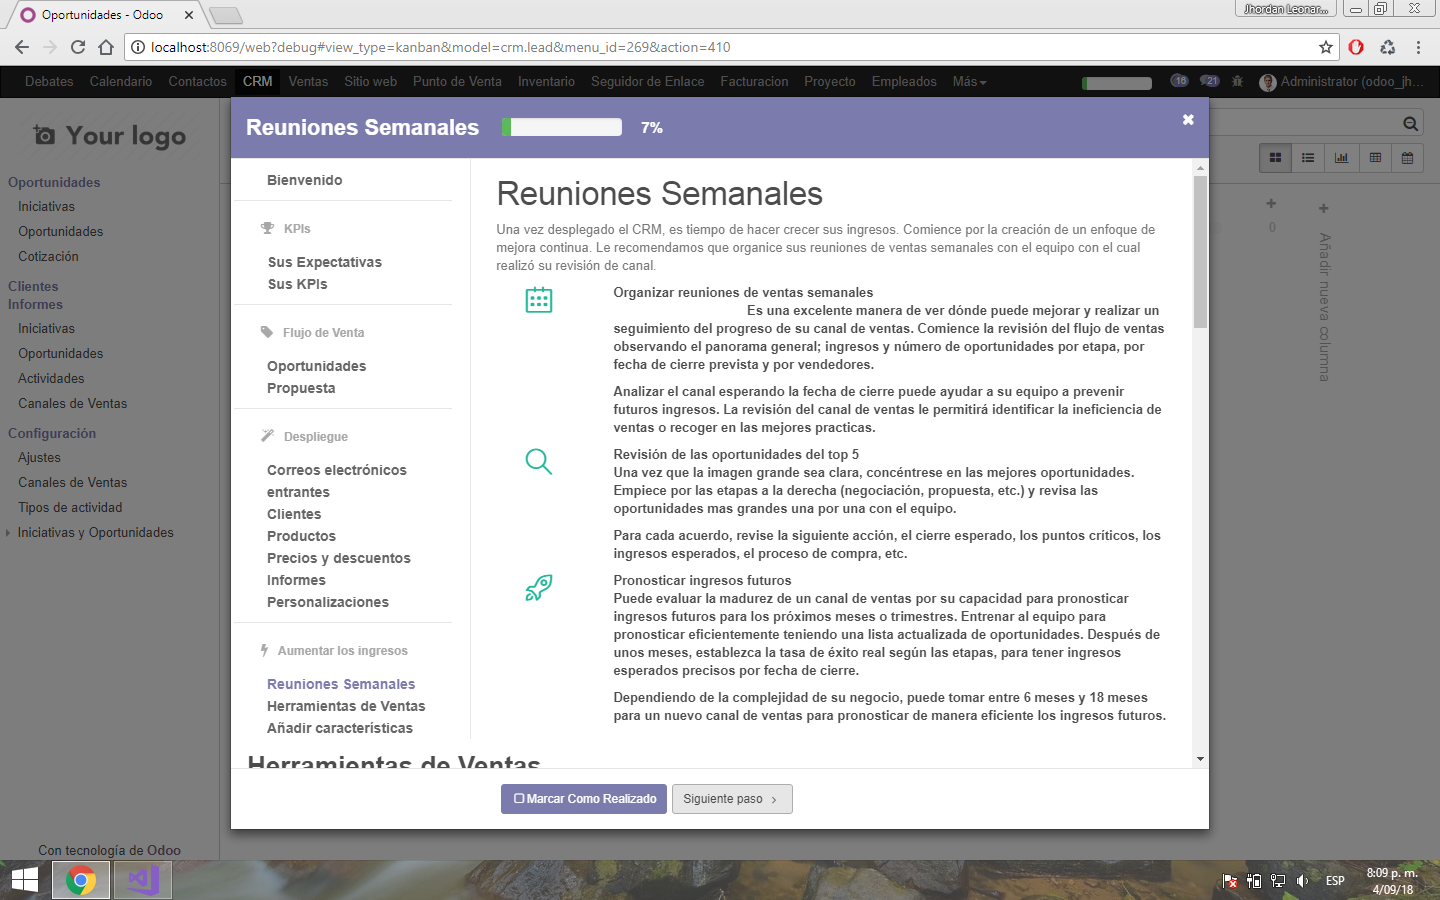 Oportunidades - Odoo
Jhordan Leonar...
localhost:8069/web?debug#view_type=kanban&model=crm.lead&menu_id=269&action=410
Debates Calendario Contactos CRM Ventas Sitio web Punto de Venta Inventario Seguidor de Enlace Facturacion Proyecto Empleados Más 16 21 Administrator (odoo_jh...
Your logo
Oportunidades
Iniciativas
Oportunidades
Cotización
Clientes
Informes
Iniciativas
Oportunidades
Actividades
Canales de Ventas
Configuración
Ajustes
Canales de Ventas
Tipos de actividad
Iniciativas y Oportunidades
Con tecnología de Odoo
Reuniones Semanales 7%
Bienvenido
KPIs
Sus Expectativas
Sus KPIs
Flujo de Venta
Oportunidades
Propuesta
Despliegue
Correos electrónicos
entrantes
Clientes
Productos
Precios y descuentos
Informes
Personalizaciones
Aumentar los ingresos
Reuniones Semanales
Herramientas de Ventas
Añadir características
Reuniones Semanales
Una vez desplegado el CRM, es tiempo de hacer crecer sus ingresos. Comience por la creación de un enfoque de
mejora continua. Le recomendamos que organice sus reuniones de ventas semanales con el equipo con el cual
realizó su revisión de canal.
Organizar reuniones de ventas semanales
Es una excelente manera de ver dónde puede mejorar y realizar un
seguimiento del progreso de su canal de ventas. Comience la revisión del flujo de ventas
observando el panorama general; ingresos y número de oportunidades por etapa, por
fecha de cierre prevista y por vendedores.
Analizar el canal esperando la fecha de cierre puede ayudar a su equipo a prevenir
futuros ingresos. La revisión del canal de ventas le permitirá identificar la ineficiencia de
ventas o recoger en las mejores practicas.
Revisión de las oportunidades del top 5
Una vez que la imagen grande sea clara, concéntrese en las mejores oportunidades.
Empiece por las etapas a la derecha (negociación, propuesta, etc.) y revisa las
oportunidades mas grandes una por una con el equipo.
Para cada acuerdo, revise la siguiente acción, el cierre esperado, los puntos críticos, los
ingresos esperados, el proceso de compra, etc.
Pronosticar ingresos futuros
Puede evaluar la madurez de un canal de ventas por su capacidad para pronosticar
ingresos futuros para los próximos meses o trimestres. Entrenar al equipo para
pronosticar eficientemente teniendo una lista actualizada de oportunidades. Después de
unos meses, establezca la tasa de éxito real según las etapas, para tener ingresos
esperados precisos por fecha de cierre.
Dependiendo de la complejidad de su negocio, puede tomar entre 6 meses y 18 meses
para un nuevo canal de ventas para pronosticar de manera eficiente los ingresos futuros.
Herramientas de Ventas
Marcar Como Realizado
Siguiente paso
0
Añadir nueva columna
ESP
8:09 p. m.
4/09/18